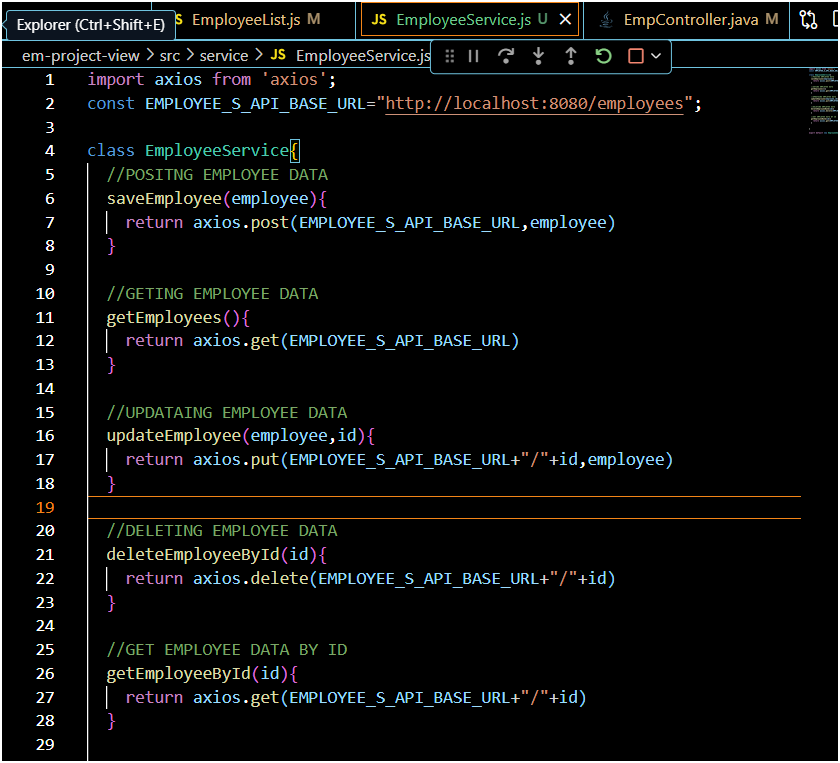 Explorer (Ctrl+Shift+E)
JS EmployeeList.js M
JS EmployeeService.js U
EmpController.java M
em-project-view > src > service > JS EmployeeService.js
1 import axios from 'axios';
2 const EMPLOYEE_S_API_BASE_URL="http://localhost:8080/employees";
3
4 class EmployeeService{
5 //POSITNG EMPLOYEE DATA
6 saveEmployee(employee){
7 return axios.post(EMPLOYEE_S_API_BASE_URL,employee)
8 }
9
10 //GETING EMPLOYEE DATA
11 getEmployees(){
12 return axios.get(EMPLOYEE_S_API_BASE_URL)
13 }
14
15 //UPDATAING EMPLOYEE DATA
16 updateEmployee(employee,id){
17 return axios.put(EMPLOYEE_S_API_BASE_URL+"/"+id,employee)
18 }
19
20 //DELETING EMPLOYEE DATA
21 deleteEmployeeById(id){
22 return axios.delete(EMPLOYEE_S_API_BASE_URL+"/"+id)
23 }
24
25 //GET EMPLOYEE DATA BY ID
26 getEmployeeById(id){
27 return axios.get(EMPLOYEE_S_API_BASE_URL+"/"+id)
28 }
29